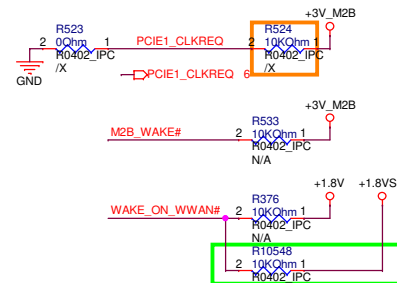 +3V_M2B
R523
R524
2 0Ohm 1
PCIE1_CLKREQ
2 10KOhm 1
R0402_IPC
R0402_IPC
/X
/X
GND
PCIE1_CLKREQ 6
+3V_M2B
R533
M2B_WAKE#
2 10KOhm 1
R0402_IPC
N/A
+1.8V
+1.8VS
R376
WAKE_ON_WWAN#
2 10KOhm 1
R0402_IPC
N/A
R10548
2 10KOhm 1
R0402_IPC